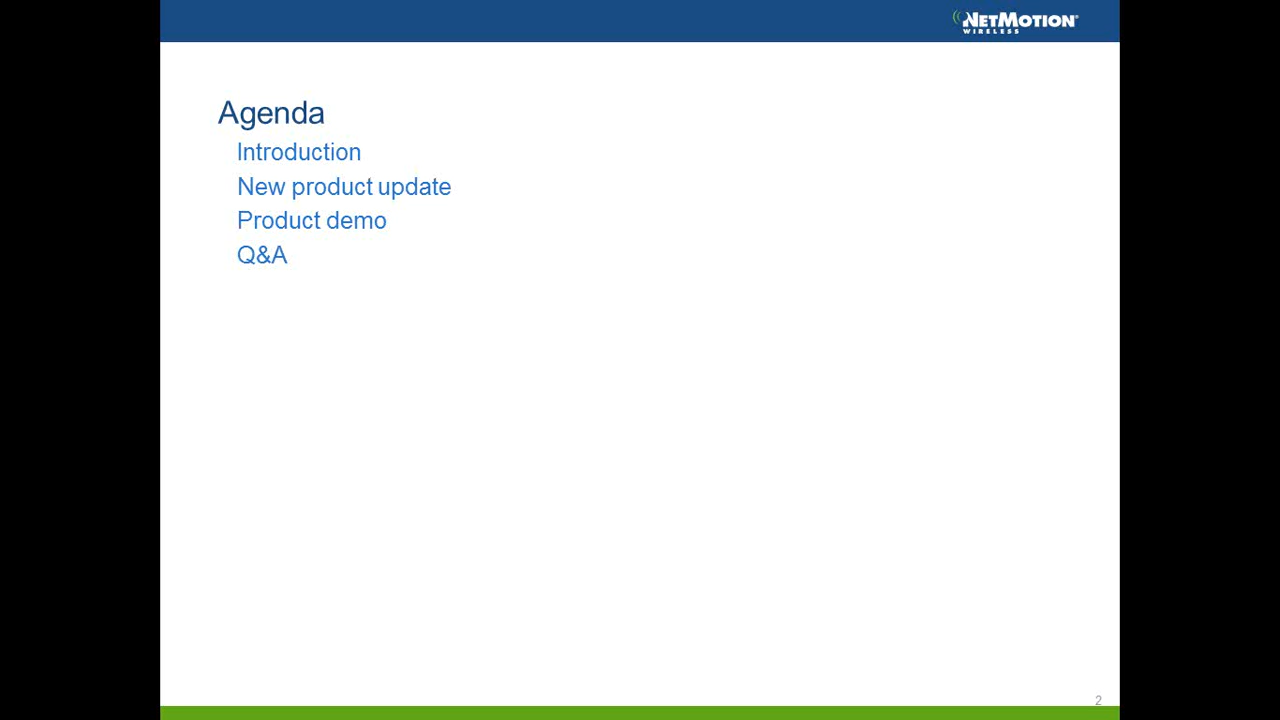 NETMOTION®
WIRELESS
Agenda
Introduction
New product update
Product demo
Q&A
2